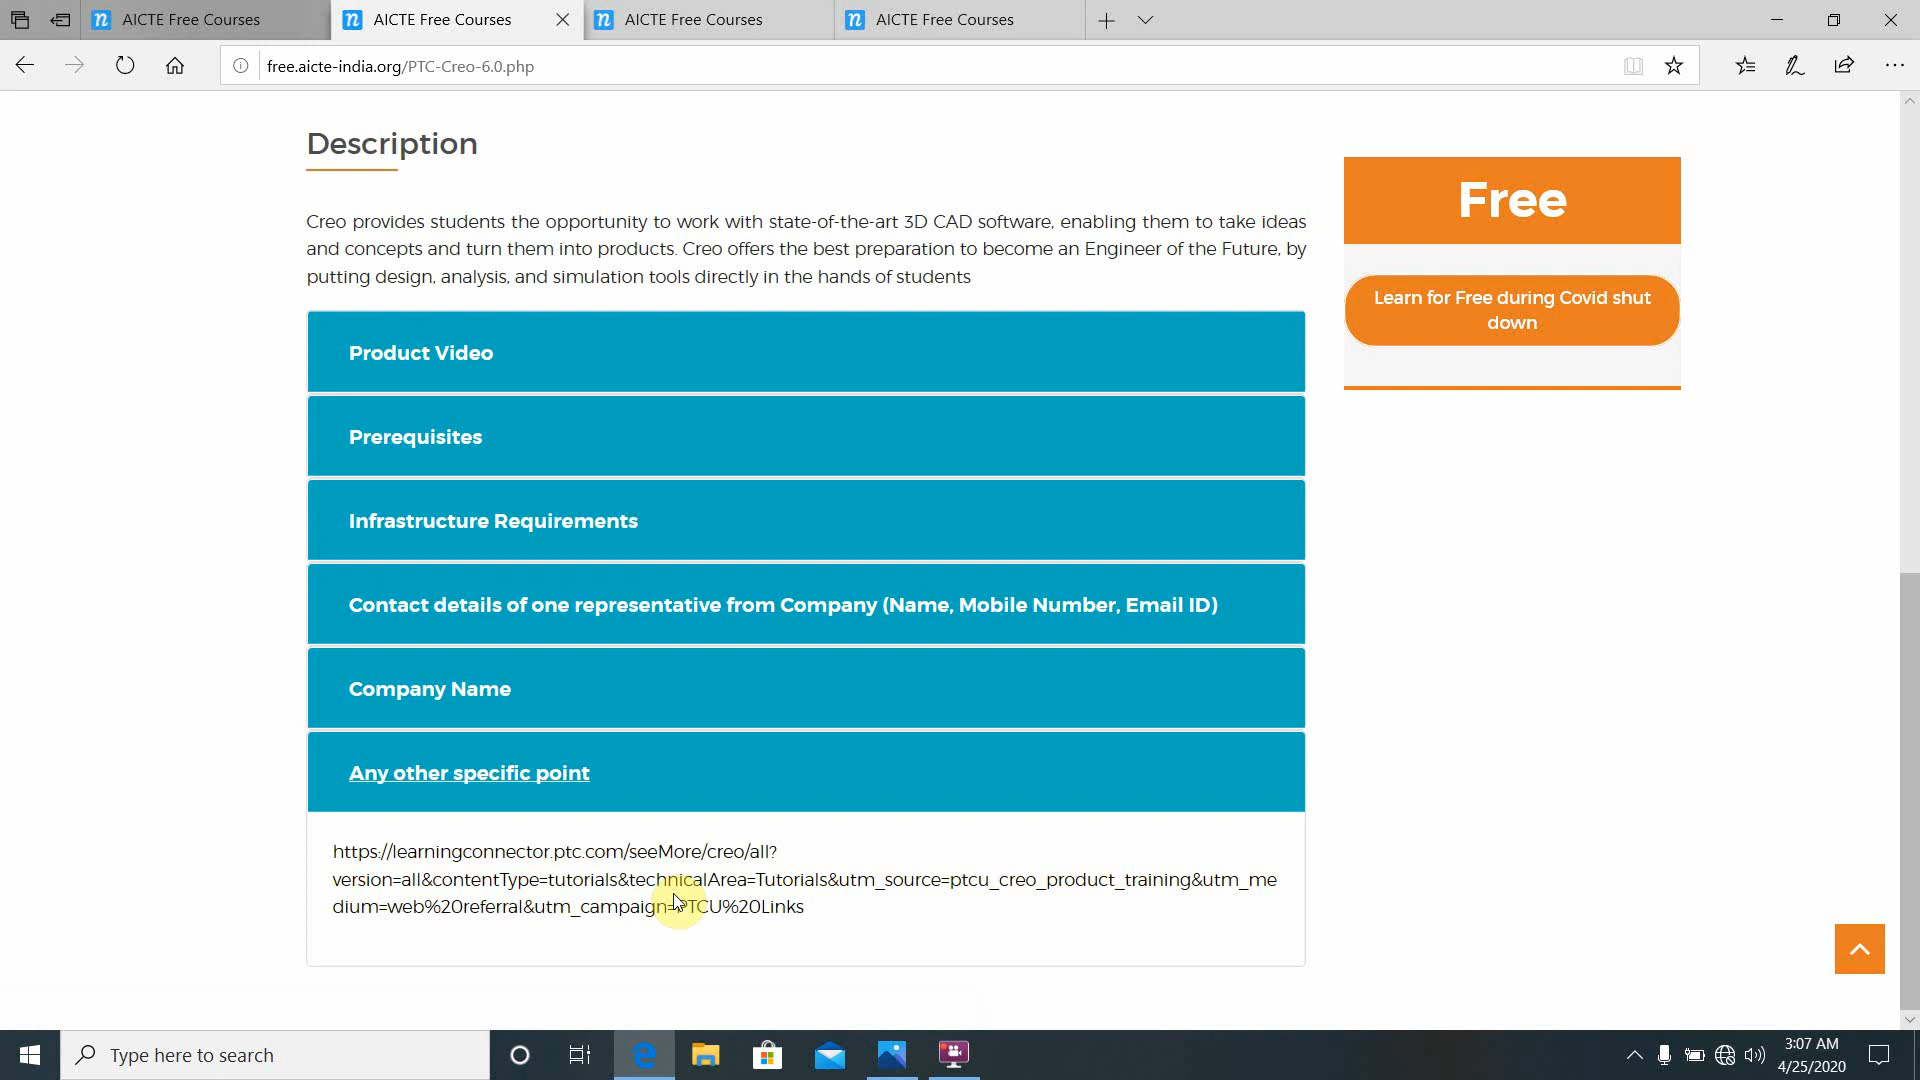 AICTE Free Courses
AICTE Free Courses
AICTE Free Courses
AICTE Free Courses
free.aicte-india.org/PTC-Creo-6.0.php
Description
Creo provides students the opportunity to work with state-of-the-art 3D CAD software, enabling them to take ideas
and concepts and turn them into products. Creo offers the best preparation to become an Engineer of the Future, by
putting design, analysis, and simulation tools directly in the hands of students
Free
Learn for Free during Covid shut
down
Product Video
Prerequisites
Infrastructure Requirements
Contact details of one representative from Company (Name, Mobile Number, Email ID)
Company Name
Any other specific point
https://learningconnector.ptc.com/seeMore/creo/all?
version=all&contentType=tutorials&technicalArea=Tutorials&utm_source=ptcu_creo_product_training&utm_me
dium=web%20referral&utm_campaign=PTCU%20Links
Type here to search
3:07 AM
4/25/2020